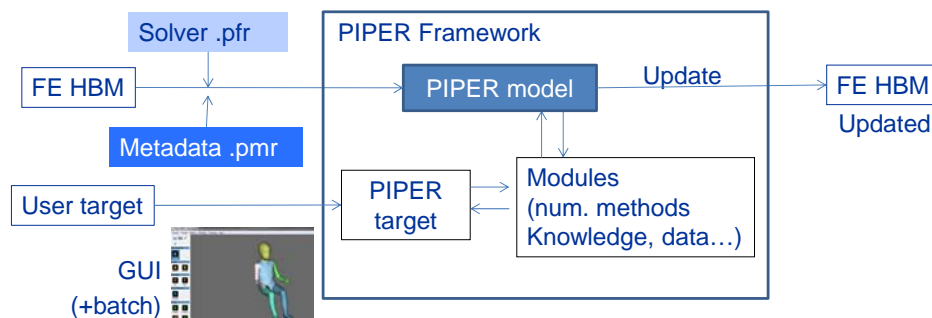 Solver .pfr
PIPER Framework
FE HBM
PIPER model
Update
FE HBM
Updated
Metadata .pmr
User target
PIPER
target
Modules
(num. methods
Knowledge, data…)
GUI
(+batch)